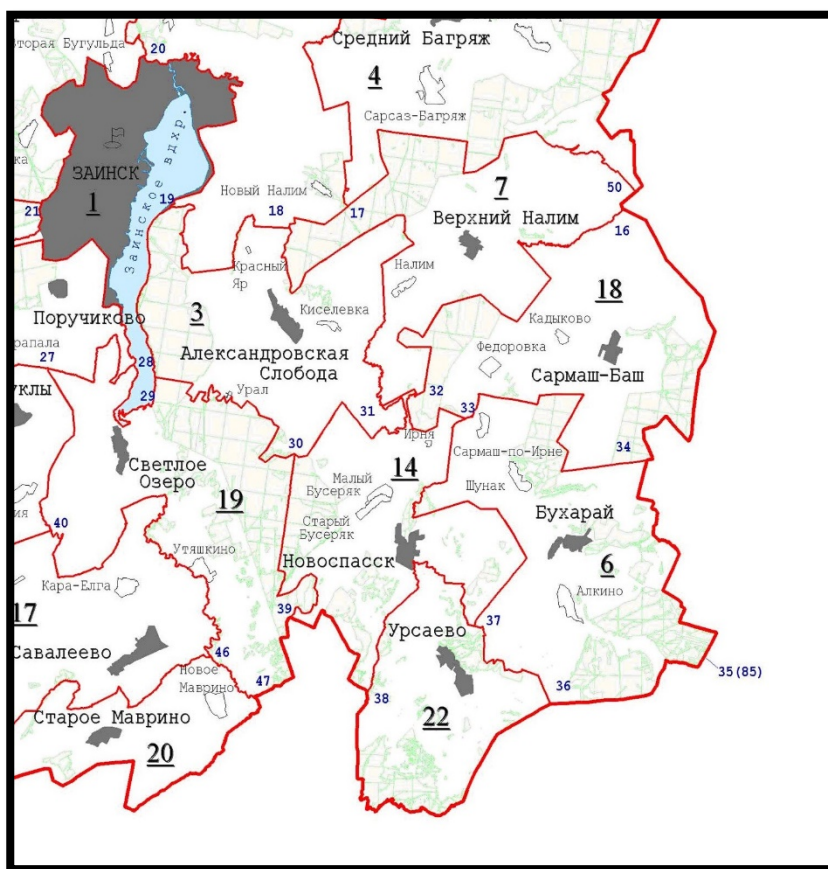 Вторая Бугульда
20
Средний Багряж
4
Сарсаз-Багряж
ЗАИНСК
1
Заинское вдхр.
19
21
Новый Налим
18
17
7
50
Верхний Налим
16
Красный
Яр
Налим
18
3
Киселевка
Кадыково
Поручиково
Федоровка
27
28
Александровская
Слобода
Сармаш-Баш
29
Урал
31
32
33
30
Ирня
Сармаш-по-Ирне
34
Светлое
Озеро
14
Малый
Бусеряк
Шунак
19
Старый
Бусеряк
Бухарай
40
Утяшкино
Новоспасск
6
Кара-Елга
Алкино
17
39
37
Савалеево
46
Урсаево
Новое
Маврино
47
35(85)
38
36
Старое Маврино
22
20